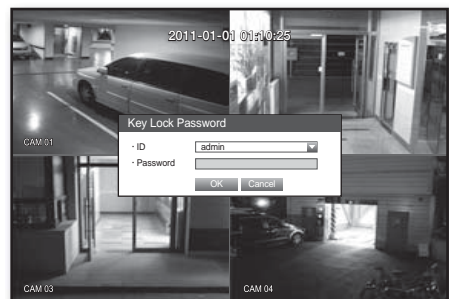 2011-01-01 01:10:25
Key Lock Password
· ID admin
· Password
OK Cancel
CAM 01
CAM 03
CAM 04